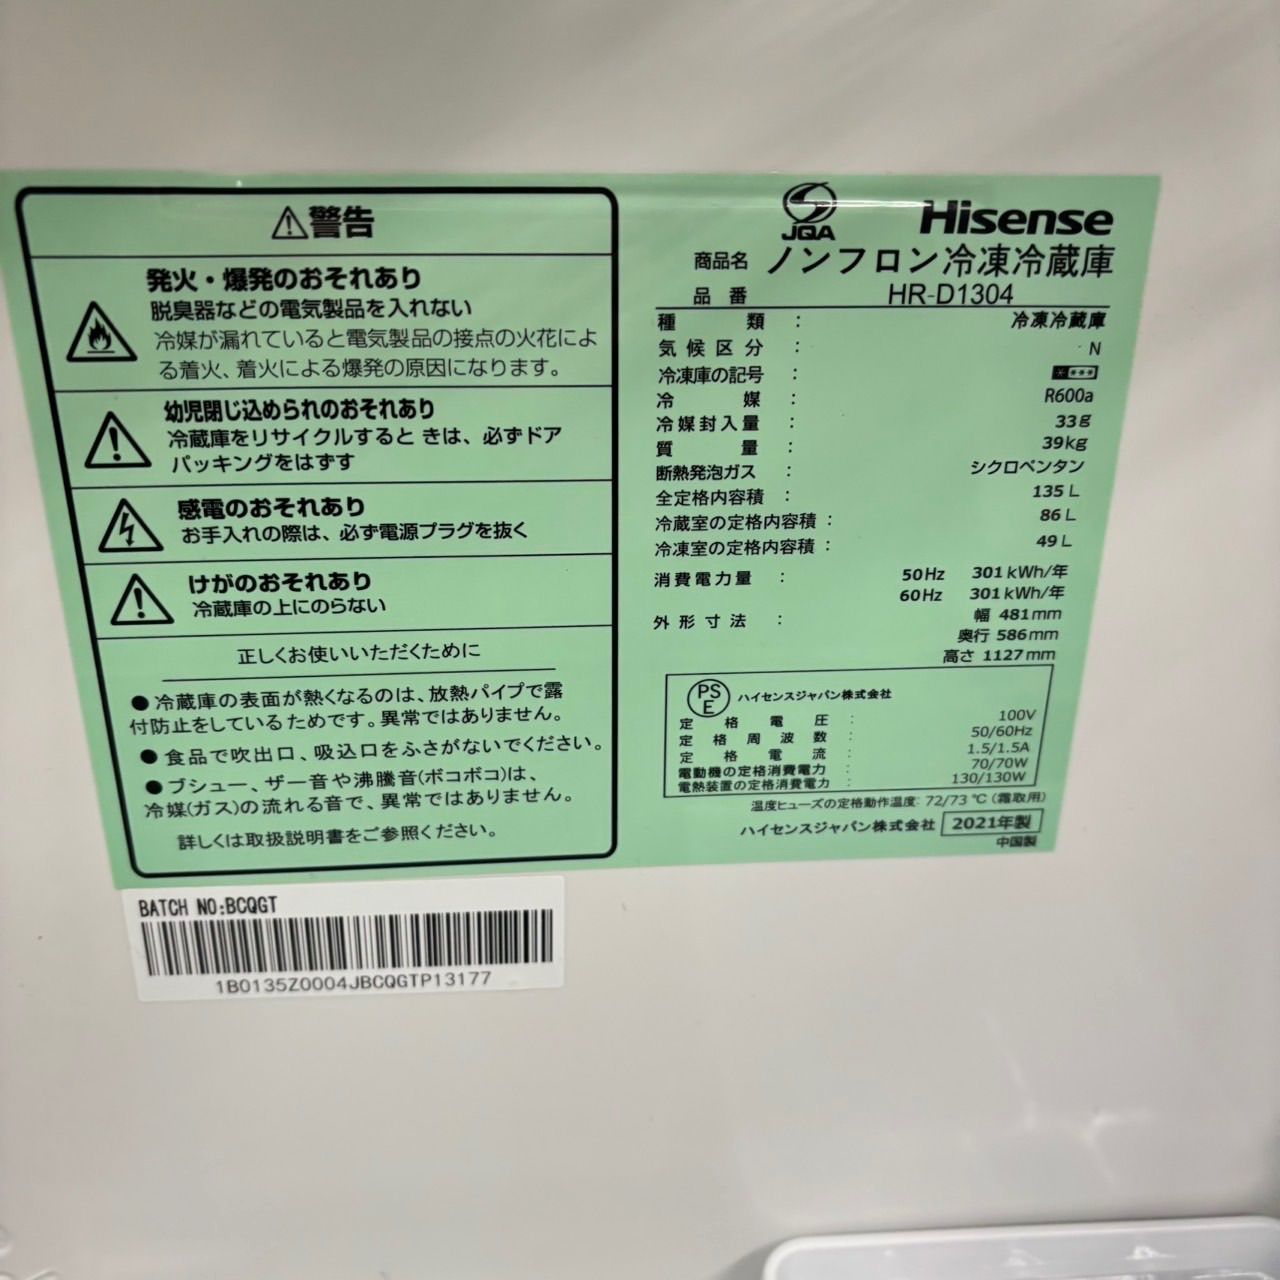 ⚠警告
発火・爆発のおそれあり
脱臭器などの電気製品を入れない
冷媒が漏れていると電気製品の接点の火花によ
る着火、着火による爆発の原因になります。
幼児閉じ込められのおそれあり
冷蔵庫をリサイクルすると きは、必ずドア
パッキングをはずす
感電のおそれあり
お手入れの際は、必ず電源プラグを抜く
けがのおそれあり
冷蔵庫の上にのらない
正しくお使いいただくために
●冷蔵庫の表面が熱くなるのは、放熱パイプで露
付防止をしているためです。異常ではありません。
●食品で吹出口、吸込口をふさがないでください。
●ブシュー、ザー音や沸騰音(ボコボコ)は、
冷媒(ガス)の流れる音で、異常ではありません。
詳しくは取扱説明書をご参照ください。
JQA
Hisense
商品名 ノンフロン冷凍冷蔵庫
品番 HR-D1304
種類 : 冷凍冷蔵庫
気候区分 : N
冷凍庫の記号 : ****
冷媒 : R600a
冷媒封入量 : 33g
質量 : 39kg
断熱発泡ガス : シクロペンタン
全定格内容積 : 135L
冷蔵室の定格内容積 : 86L
冷凍室の定格内容積 : 49L
消費電力量 : 50Hz 301kWh/年
60Hz 301kWh/年
外形寸法 : 幅 481mm
奥行 586mm
高さ 1127mm
PSE ハイセンスジャパン株式会社
定格電圧 : 100V
定格周波数 : 50/60Hz
定格電流 : 1.5/1.5A
電動機の定格消費電力 : 70/70W
電熱装置の定格消費電力 : 130/130W
温度ヒューズの定格動作温度: 72/73 ℃ (霜取用)
ハイセンスジャパン株式会社 2021年製
中国製
BATCH NO:BCQGT
1B0135Z0004JBCQGTP13177